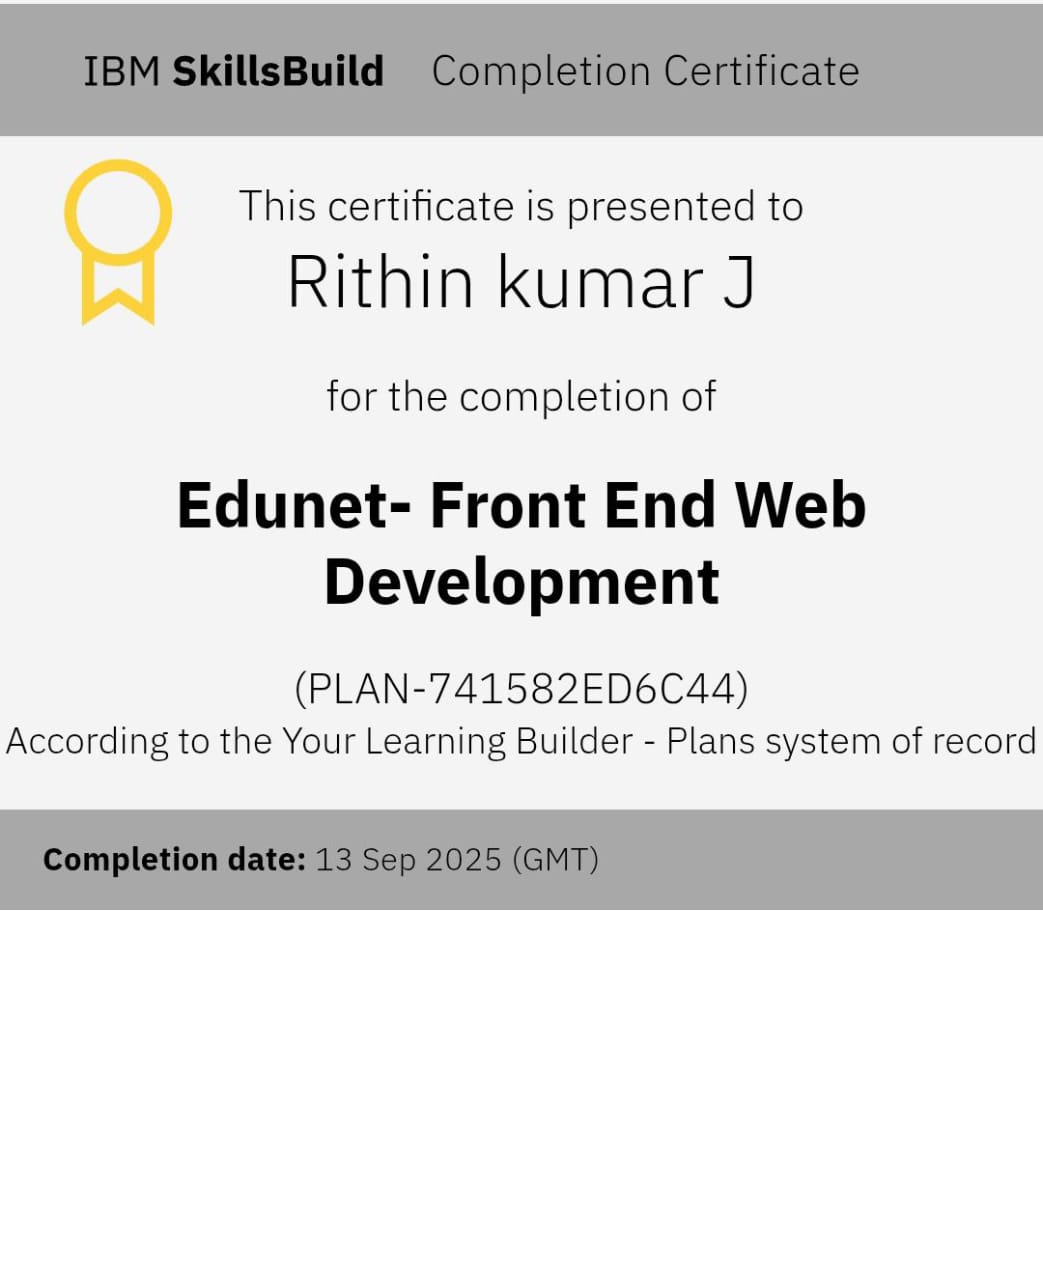 IBM SkillsBuild Completion Certificate
This certificate is presented to
Rithin kumar J
for the completion of
Edunet- Front End Web
Development
(PLAN-741582ED6C44)
According to the Your Learning Builder - Plans system of record
Completion date: 13 Sep 2025 (GMT)